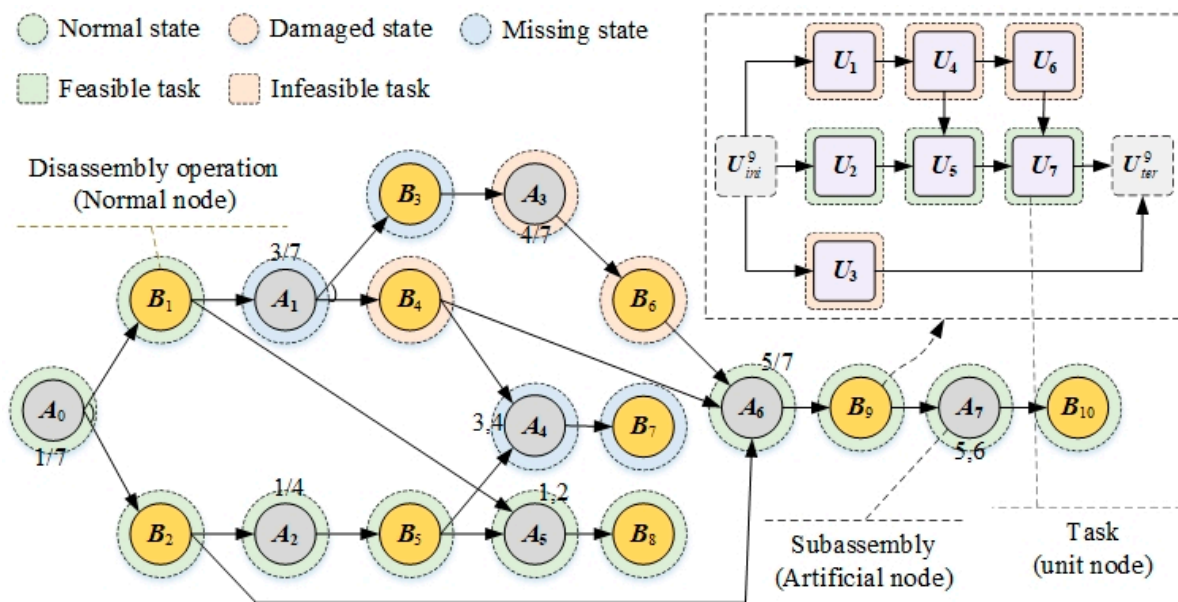 Normal state
Damaged state
Missing state
Feasible task
Infeasible task
Disassembly operation
(Normal node)
U1
U4
U6
U^9_ini
U2
U5
U7
U^9_ter
U3
B3
A3
4/7
3/7
B1
A1
B4
B6
A0
1/7
5/7
A6
B9
A7
B10
5,6
3,4
A4
B7
1/4
1,2
B2
A2
B5
A5
B8
Subassembly
(Artificial node)
Task
(unit node)